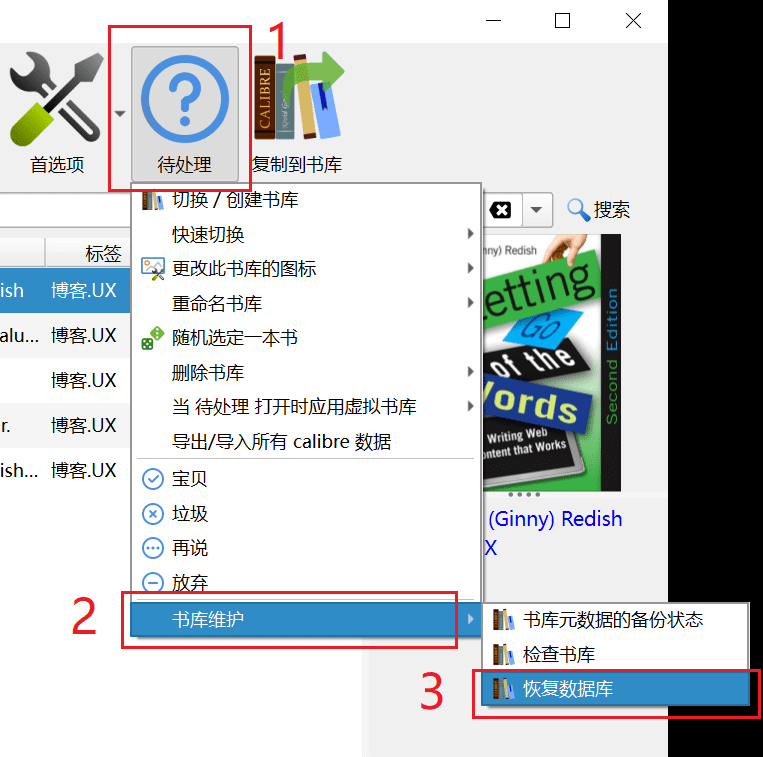 1
CALIBRE
首选项
待处理
复制到书库
切换 / 创建书库
搜索
快速切换
nny) Redish
标签
更改此书库的图标
etting
ish
博客.UX
重命名书库
Go
alu...
博客.UX
随机选定一本书
of the
Second Edition
删除书库
博客.UX
ords
当 待处理 打开时应用虚拟书库
r.
博客.UX
导出/导入所有 calibre 数据
Writing Web
ontent that Works
ish...
博客.UX
宝贝
垃圾
(Ginny) Redish
再说
X
放弃
2
书库维护
书库元数据的备份状态
检查书库
3
恢复数据库